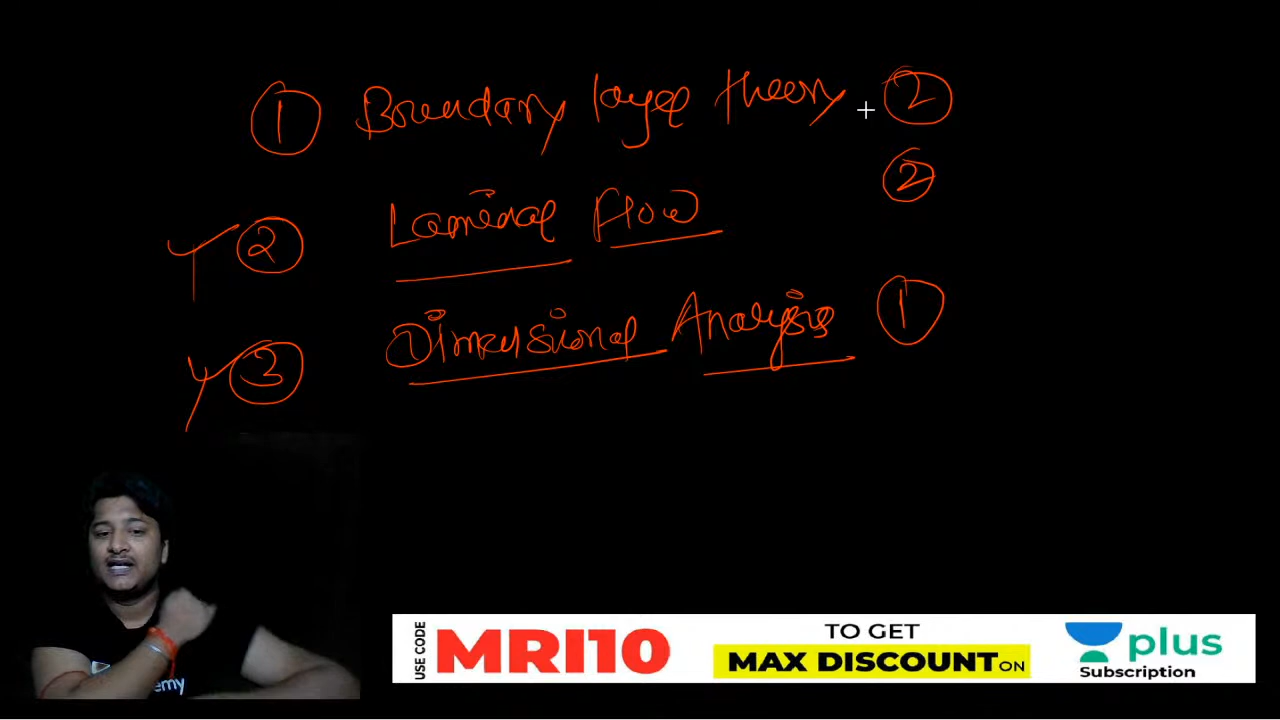 ① Boundary layer theory ②
②
② Laminar Flow
③ Dimensional Analysis ①
emy
USE CODE MRI10 TO GET MAX DISCOUNT ON plus Subscription